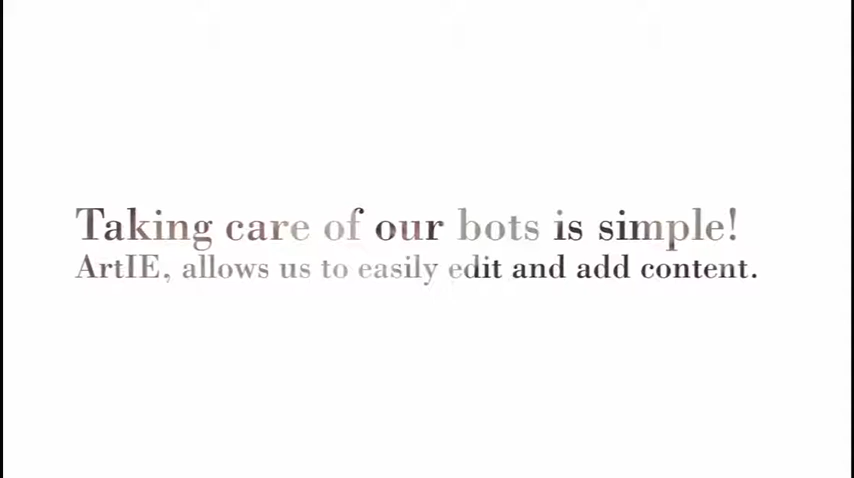 Taking care of our bots is simple!
ArtIE, allows us to easily edit and add content.